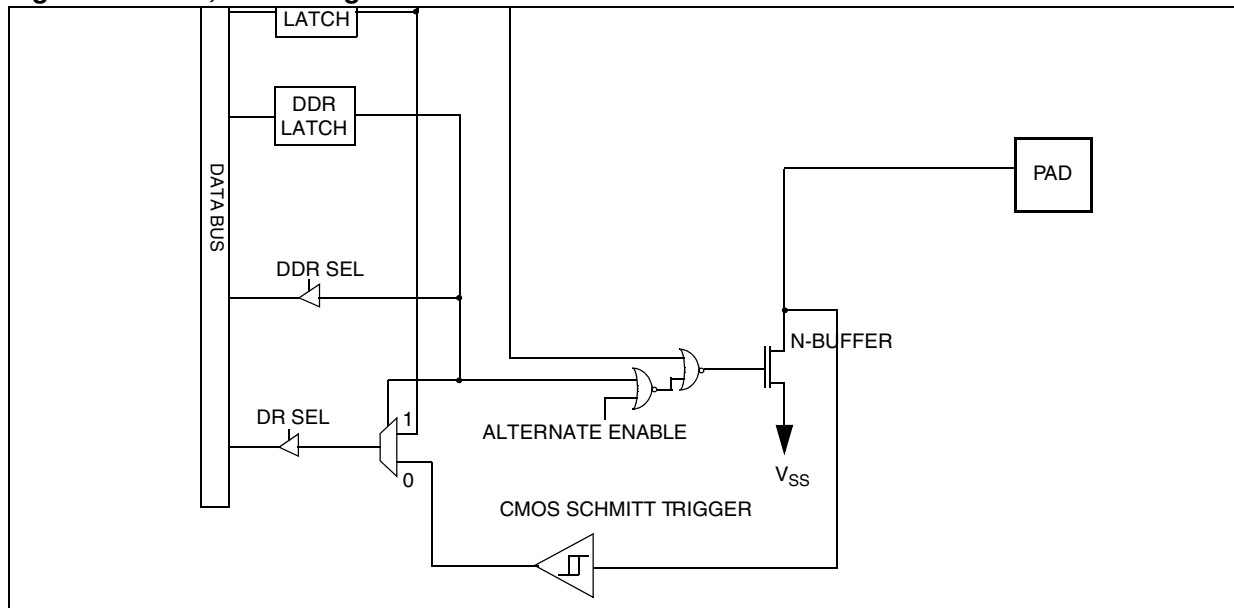 LATCH
DDR
LATCH
DATA BUS
PAD
DDR SEL
N-BUFFER
DR SEL
1
ALTERNATE ENABLE
0
VSS
CMOS SCHMITT TRIGGER